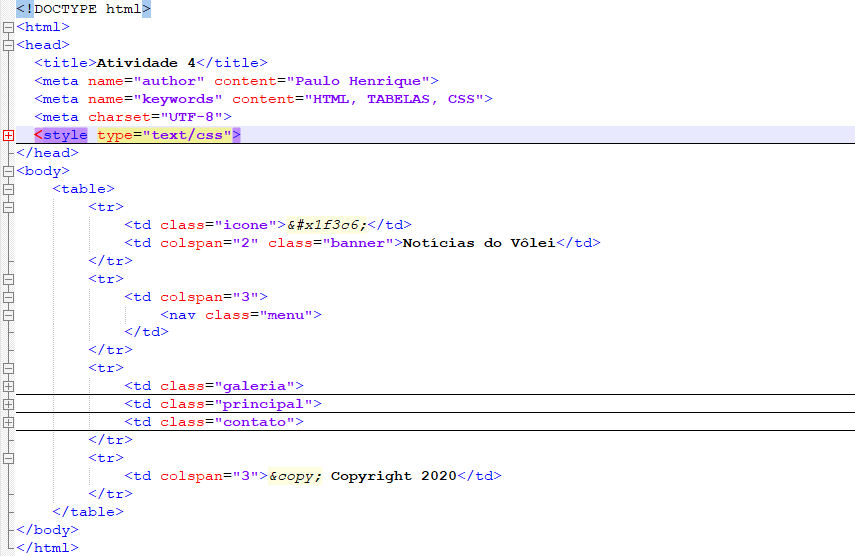 <!DOCTYPE html>
<html>
<head>
<title>Atividade 4</title>
<meta name="author" content="Paulo Henrique">
<meta name="keywords" content="HTML, TABELAS, CSS">
<meta charset="UTF-8">
<style type="text/css">
</head>
<body>
<table>
<tr>
<td class="icone">&#x1f3c6;</td>
<td colspan="2" class="banner">Notícias do Vôlei</td>
</tr>
<tr>
<td colspan="3">
<nav class="menu">
</td>
</tr>
<tr>
<td class="galeria">
<td class="principal">
<td class="contato">
</tr>
<tr>
<td colspan="3">&copy; Copyright 2020</td>
</tr>
</table>
</body>
</html>